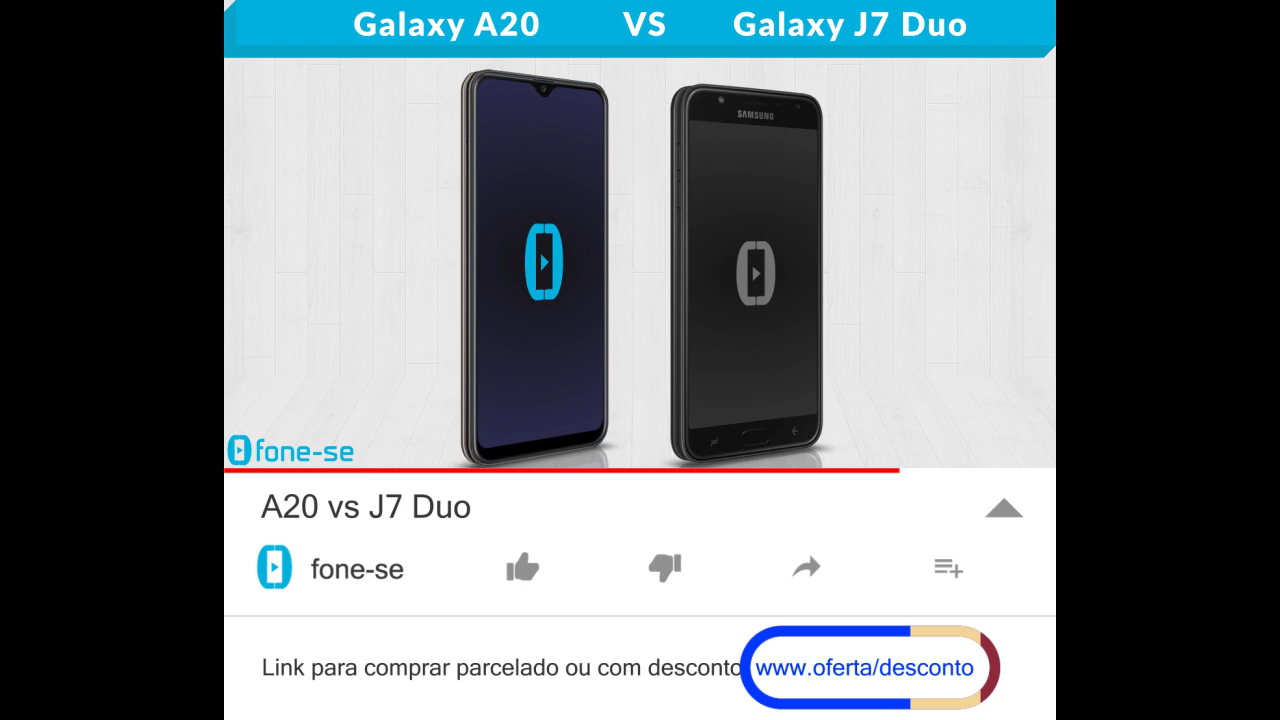 Galaxy A20 VS Galaxy J7 Duo
SAMSUNG
fone-se
A20 vs J7 Duo
fone-se
Link para comprar parcelado ou com desconto www.oferta/desconto